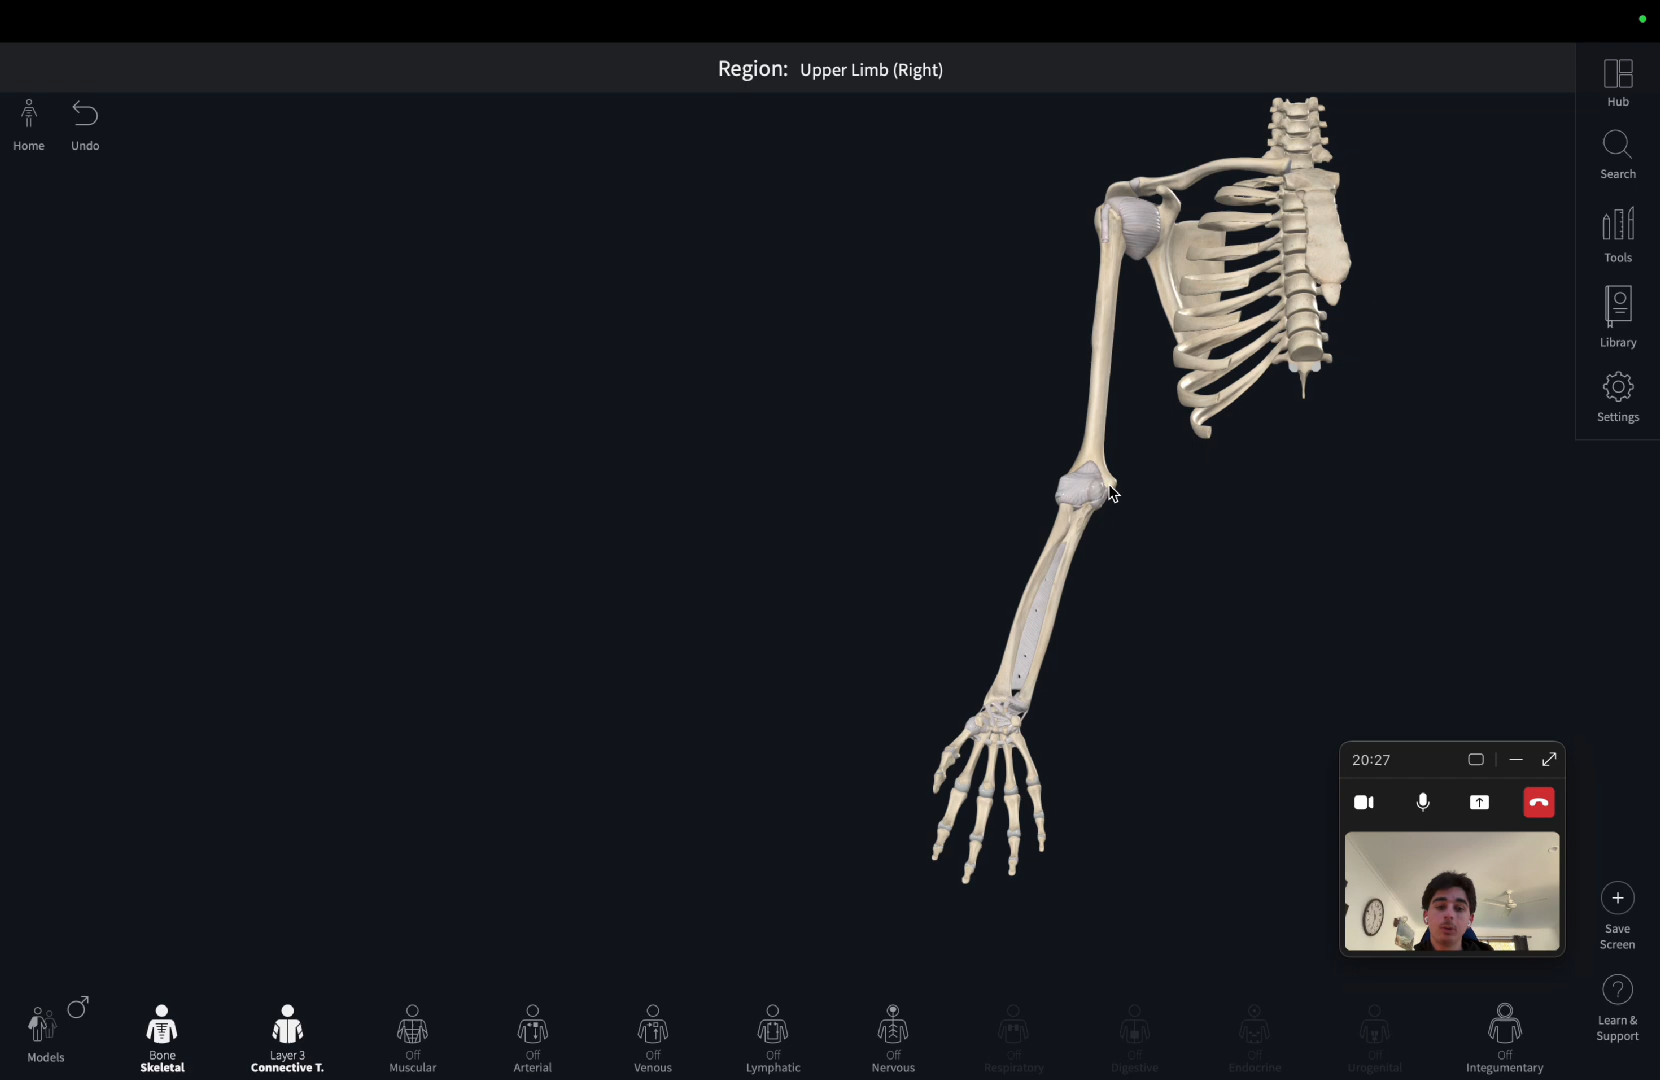 Region: Upper Limb (Right)
Home
Undo
Hub
Search
Tools
Library
Settings
20:27
Save
Screen
Learn &
Support
Models
Bone
Skeletal
Layer 3
Connective T.
Off
Muscular
Off
Arterial
Off
Venous
Off
Lymphatic
Off
Nervous
Off
Respiratory
Off
Digestive
Off
Endocrine
Off
Urogenital
Off
Integumentary